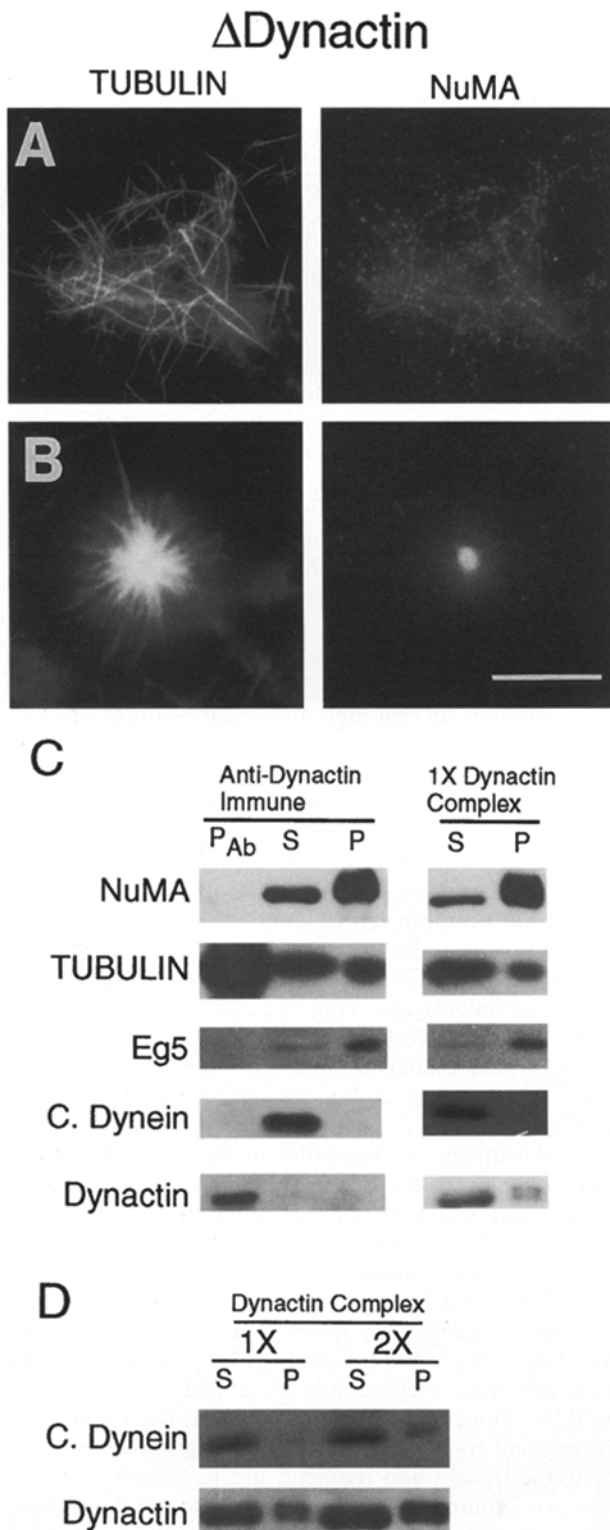 ΔDynactin
TUBULIN NuMA
A
B
C
Anti-Dynactin Immune 1X Dynactin Complex
PAb S P S P
NuMA
TUBULIN
Eg5
C. Dynein
Dynactin
D
Dynactin Complex
1X 2X
S P S P
C. Dynein
Dynactin